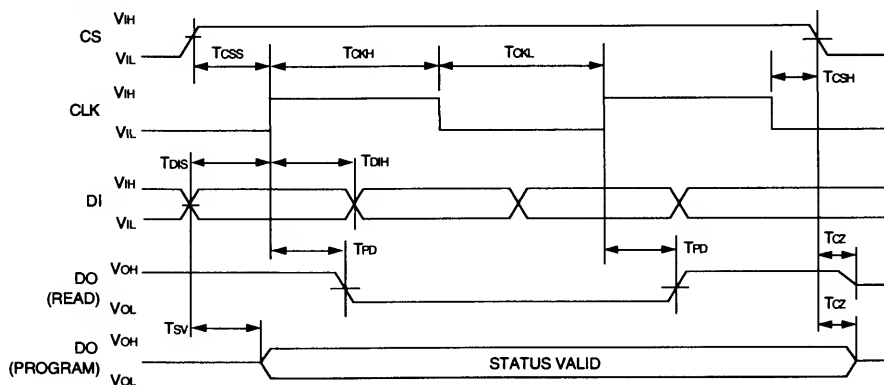 CS
VIH
VIL
TCSS
TCKH
TCKL
TCSH
CLK
VIH
VIL
TDIS
TDIH
DI
VIH
VIL
TPD
TPD
TCZ
DO
(READ)
VOH
VOL
TSV
TCZ
DO
(PROGRAM)
VOH
VOL
STATUS VALID